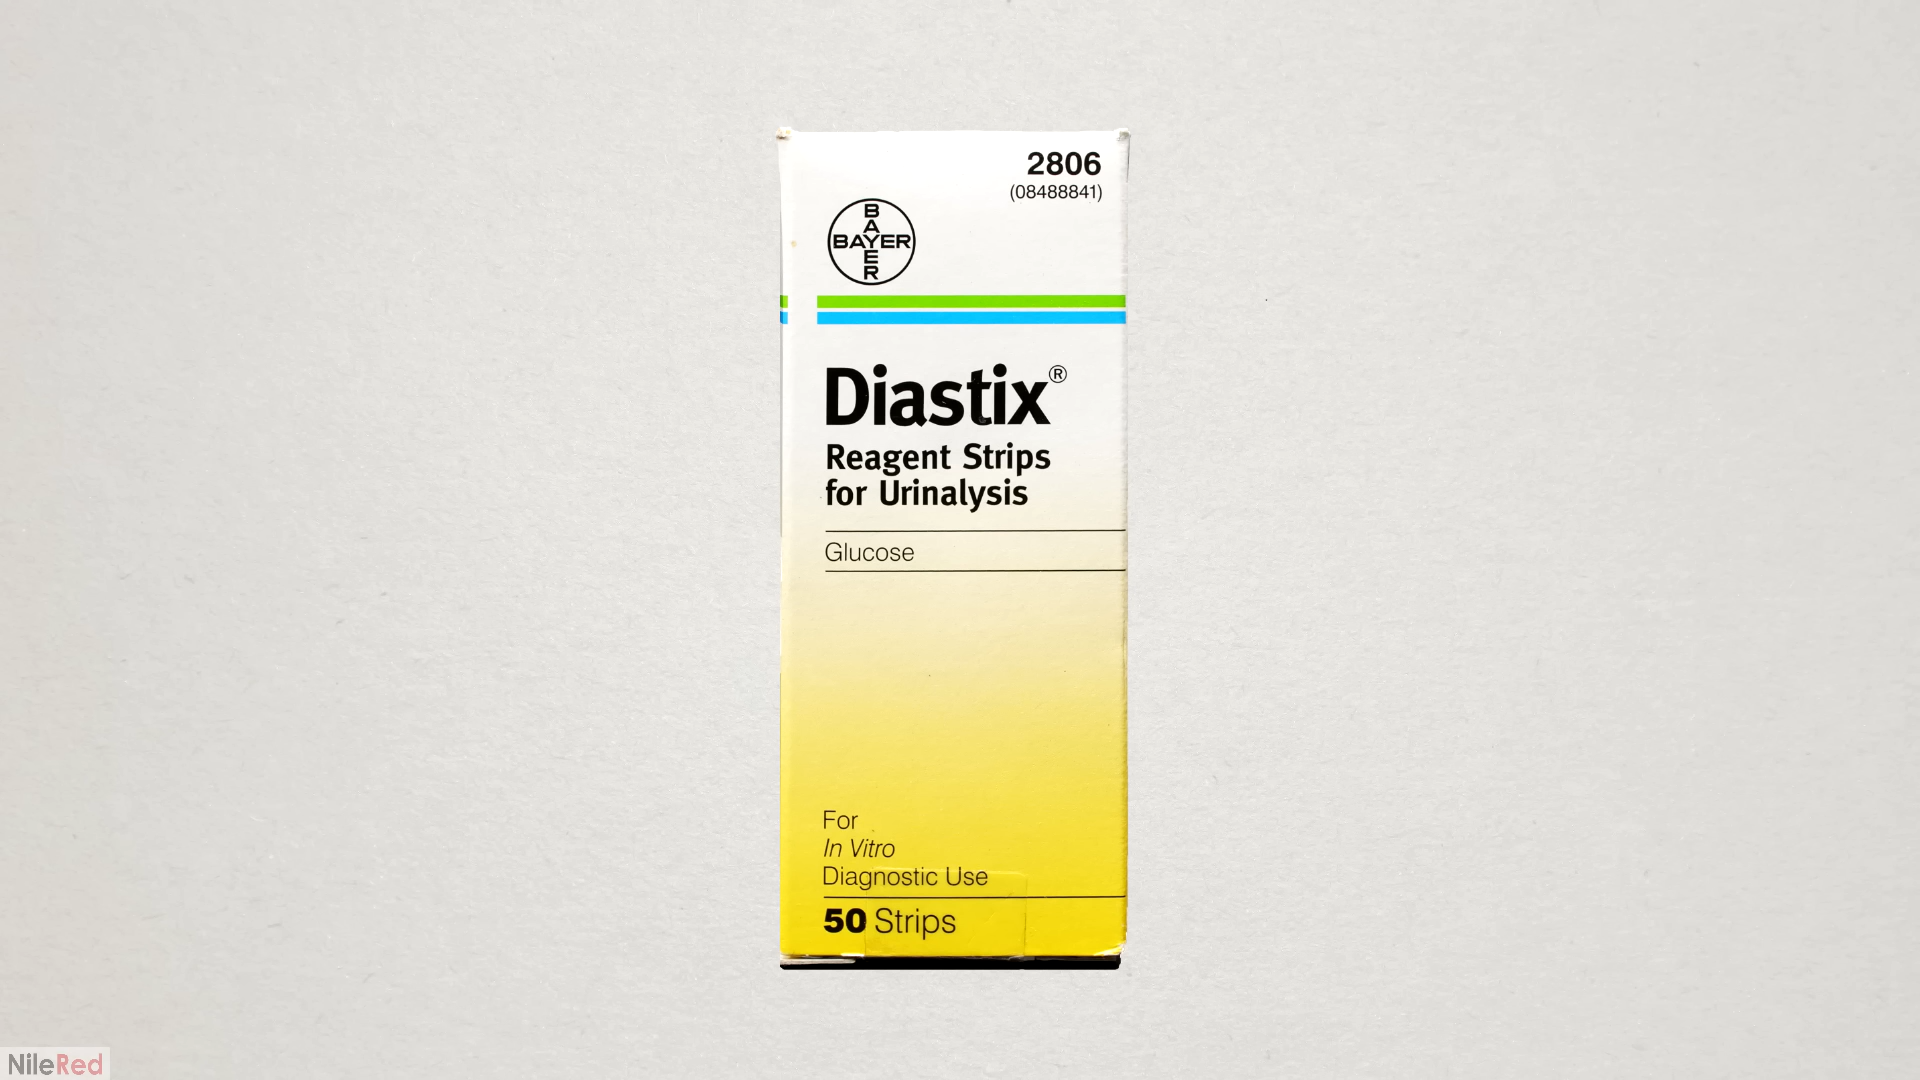 2806
(08488841)
BAYER
BAYER
Diastix®
Reagent Strips
for Urinalysis
Glucose
For
In Vitro
Diagnostic Use
50 Strips
NileRed